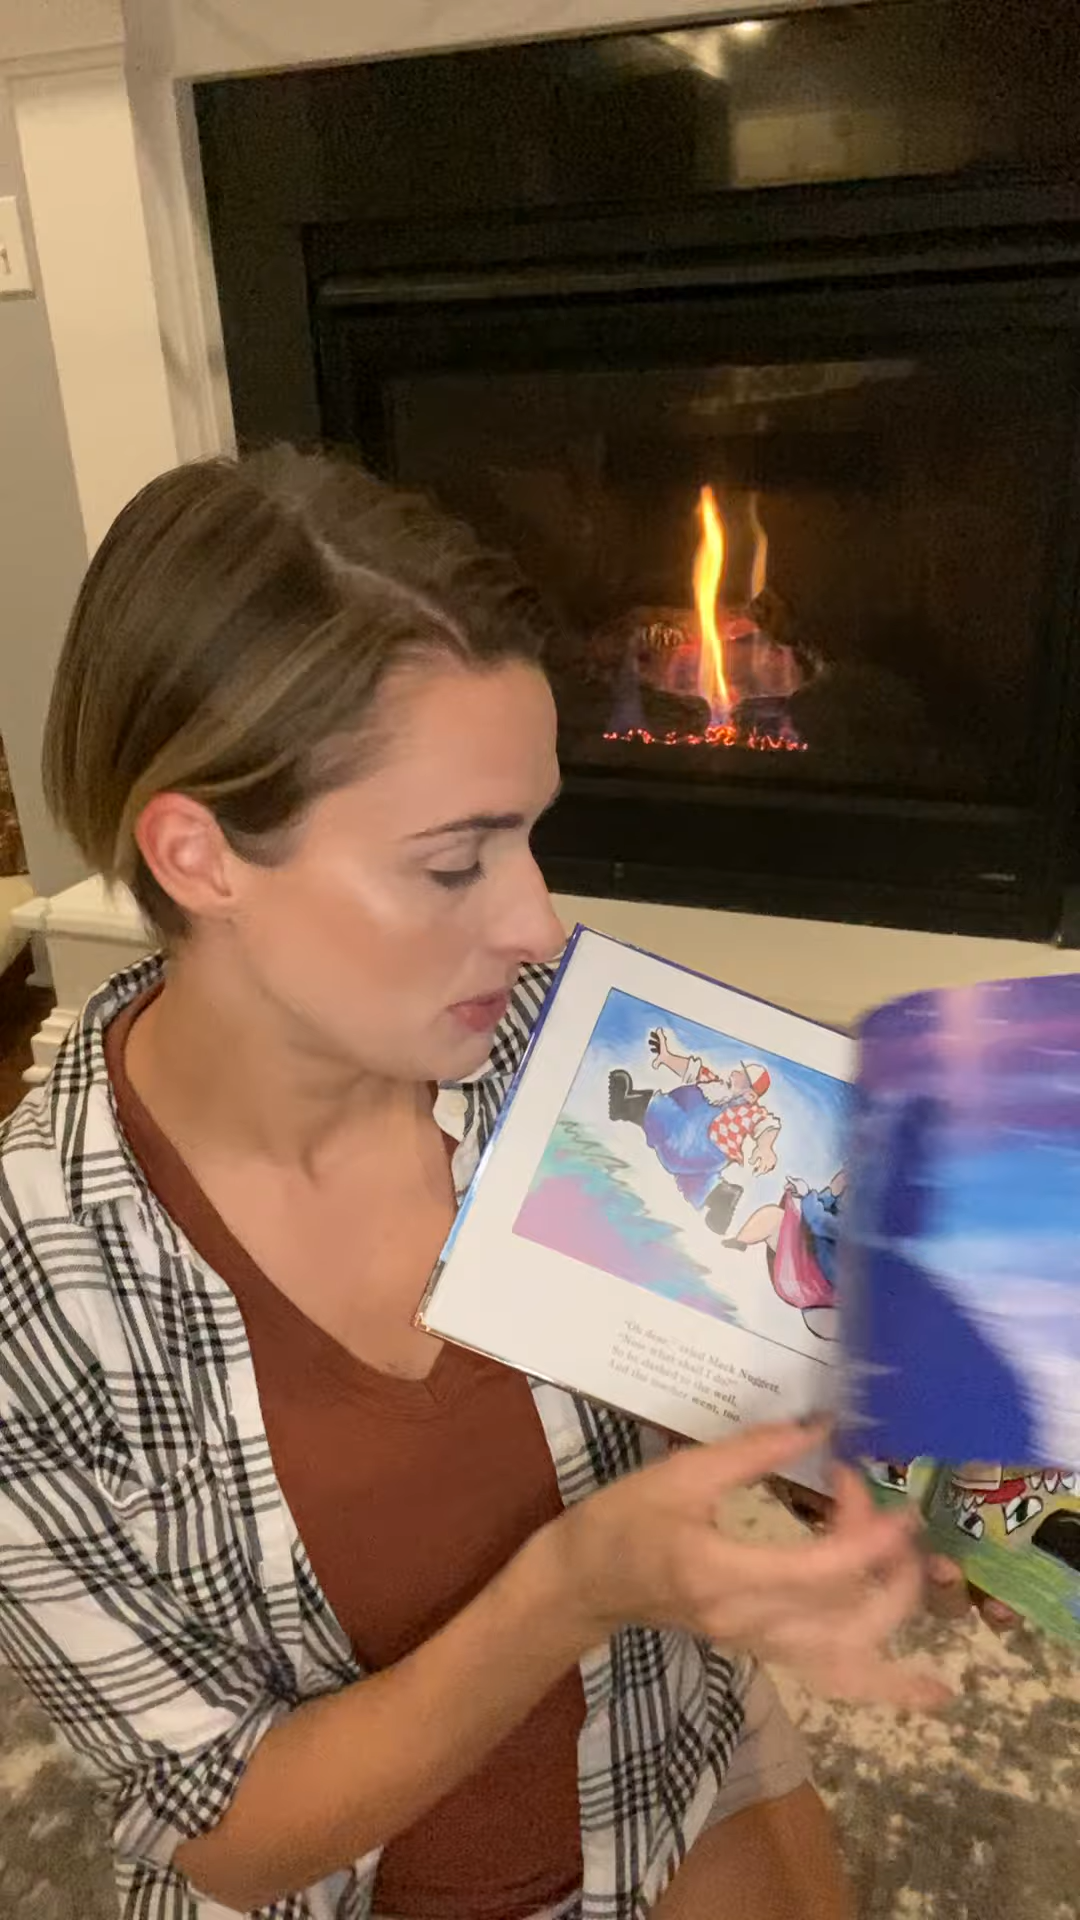 "Oh dear," cried Mack Nuggett,
"Now what shall I do?"
So he dashed to the well,
And the mother went, too.